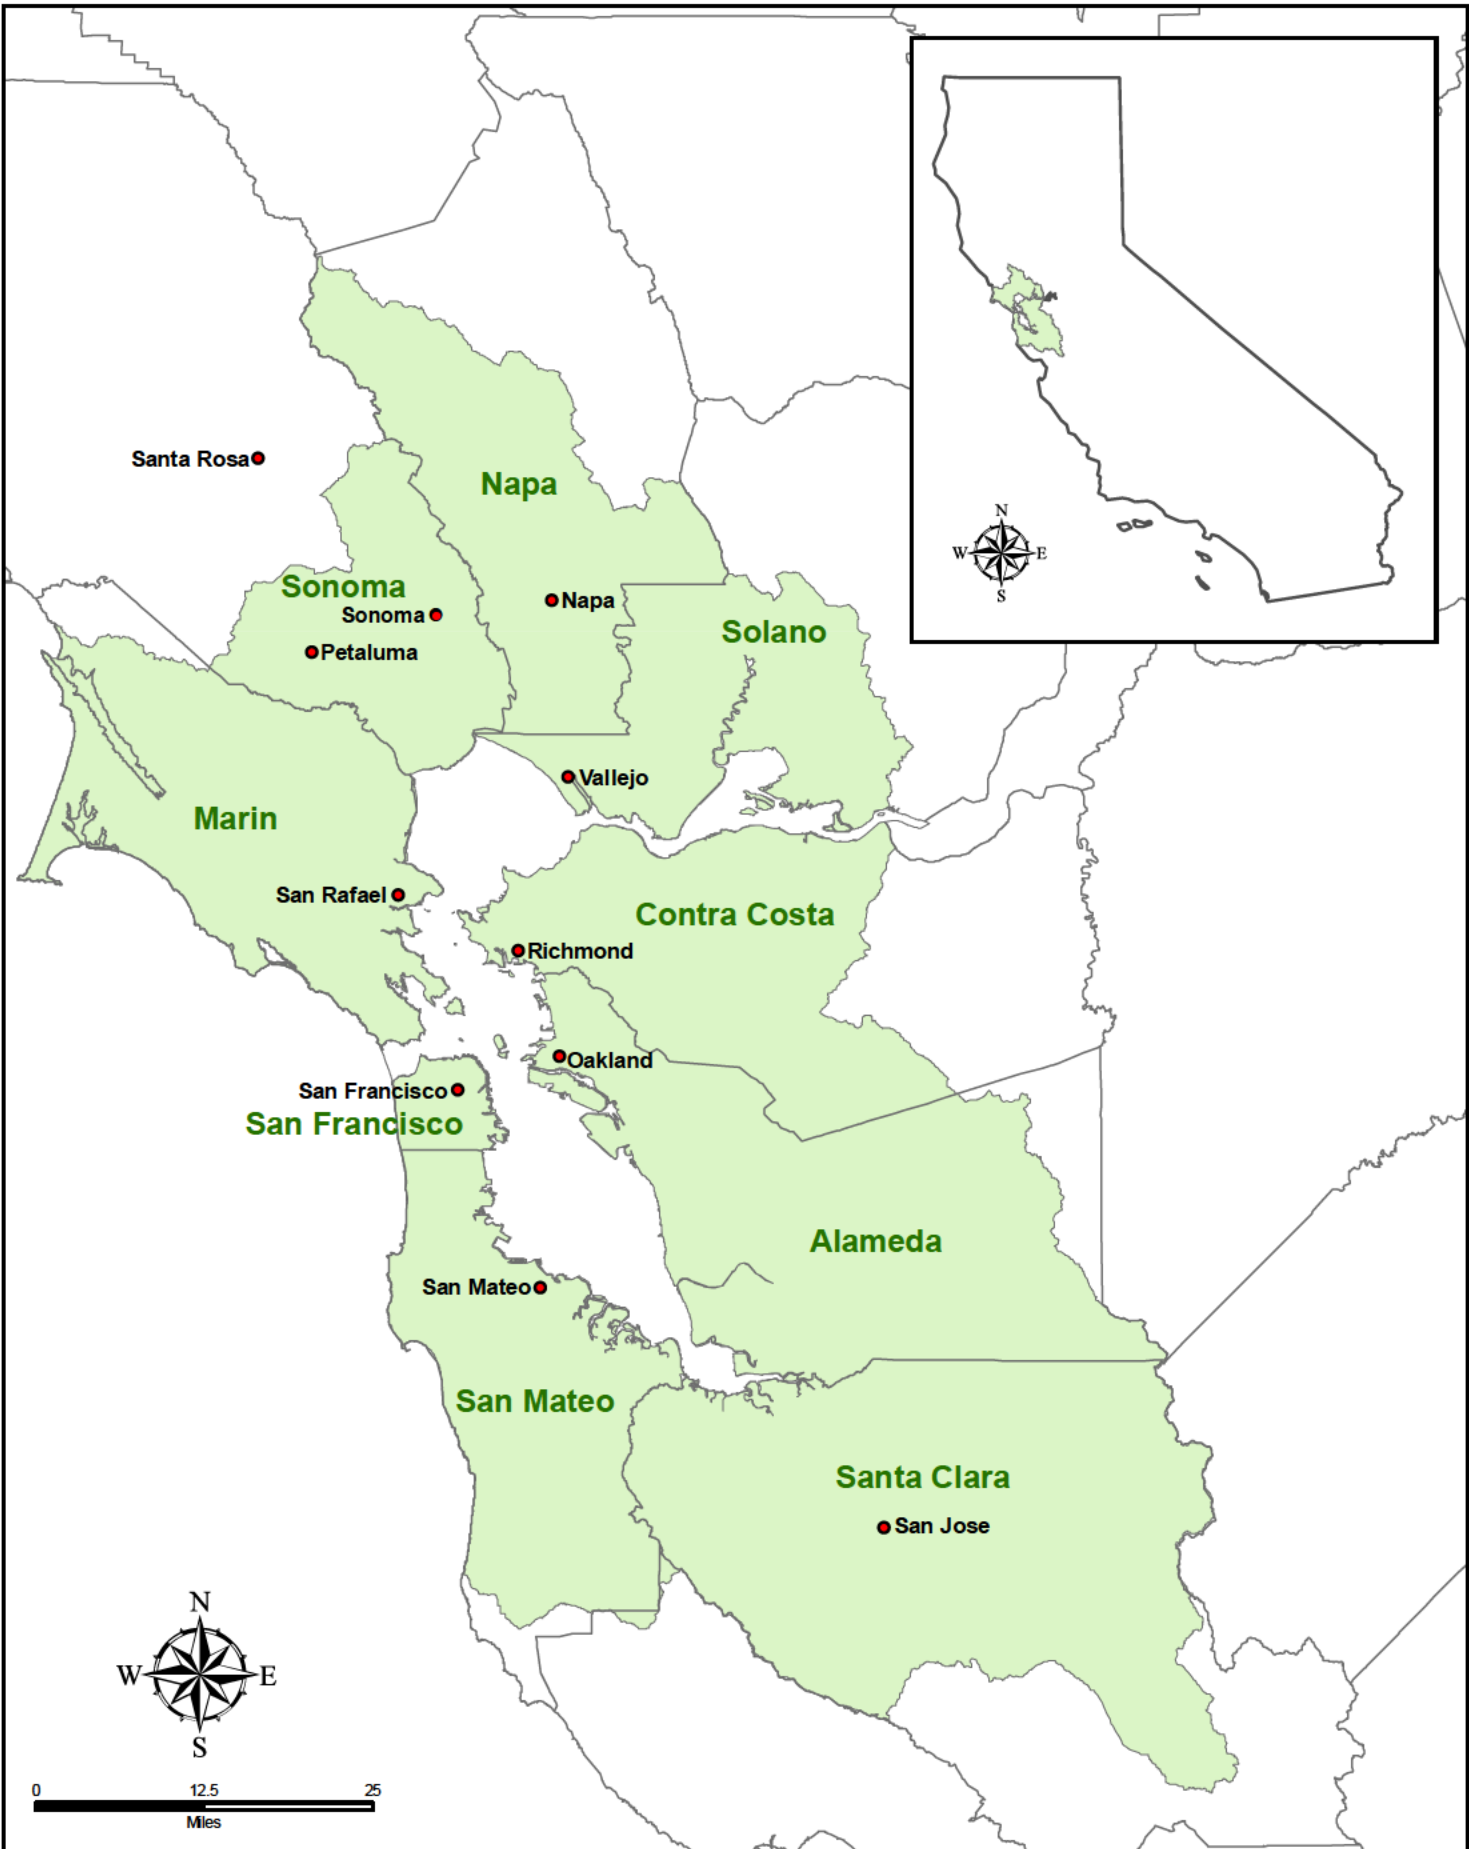 N
W
E
S
Santa Rosa
Napa
Sonoma
Sonoma
Napa
Petaluma
Solano
Vallejo
Marin
San Rafael
Contra Costa
Richmond
Oakland
San Francisco
San Francisco
Alameda
San Mateo
San Mateo
Santa Clara
San Jose
N
W
E
S
0 12.5 25
Miles